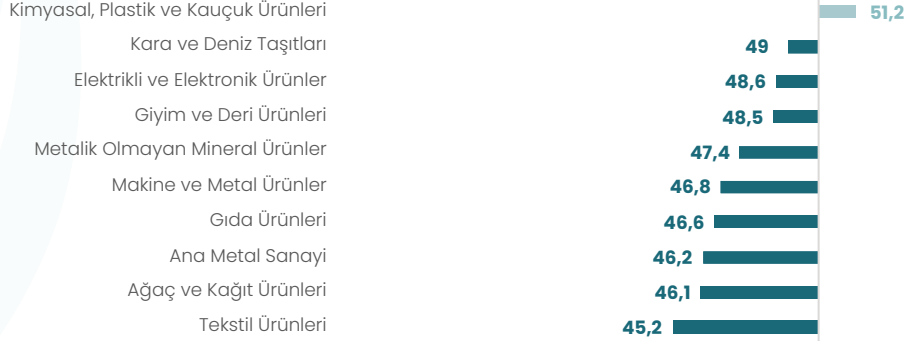 Kimyasal, Plastik ve Kauçuk Ürünleri 51,2
Kara ve Deniz Taşıtları 49
Elektrikli ve Elektronik Ürünler 48,6
Giyim ve Deri Ürünleri 48,5
Metalik Olmayan Mineral Ürünler 47,4
Makine ve Metal Ürünler 46,8
Gıda Ürünleri 46,6
Ana Metal Sanayi 46,2
Ağaç ve Kağıt Ürünleri 46,1
Tekstil Ürünleri 45,2